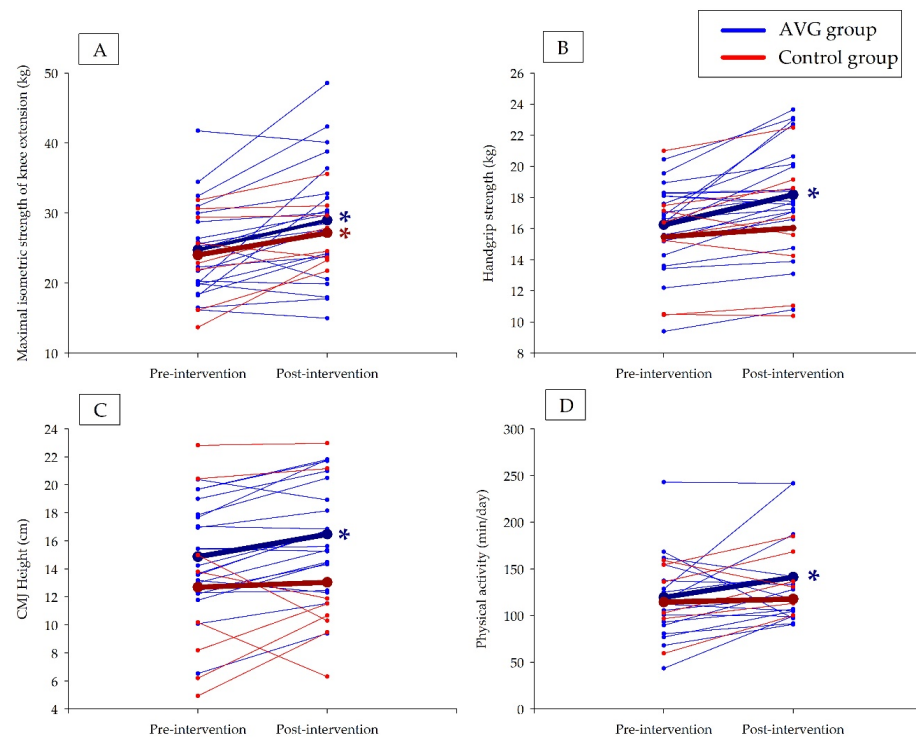 AVG group
Control group
A
Maximal isometric strength of knee extension (kg)
50
40
30
20
10
*
*
Pre-intervention Post-intervention
B
Handgrip strength (kg)
26
24
22
20
18
16
14
12
10
8
*
Pre-intervention Post-intervention
C
CMJ Height (cm)
24
22
20
18
16
14
12
10
8
6
4
*
Pre-intervention Post-intervention
D
Physical activity (min/day)
300
250
200
150
100
50
0
*
Pre-intervention Post-intervention